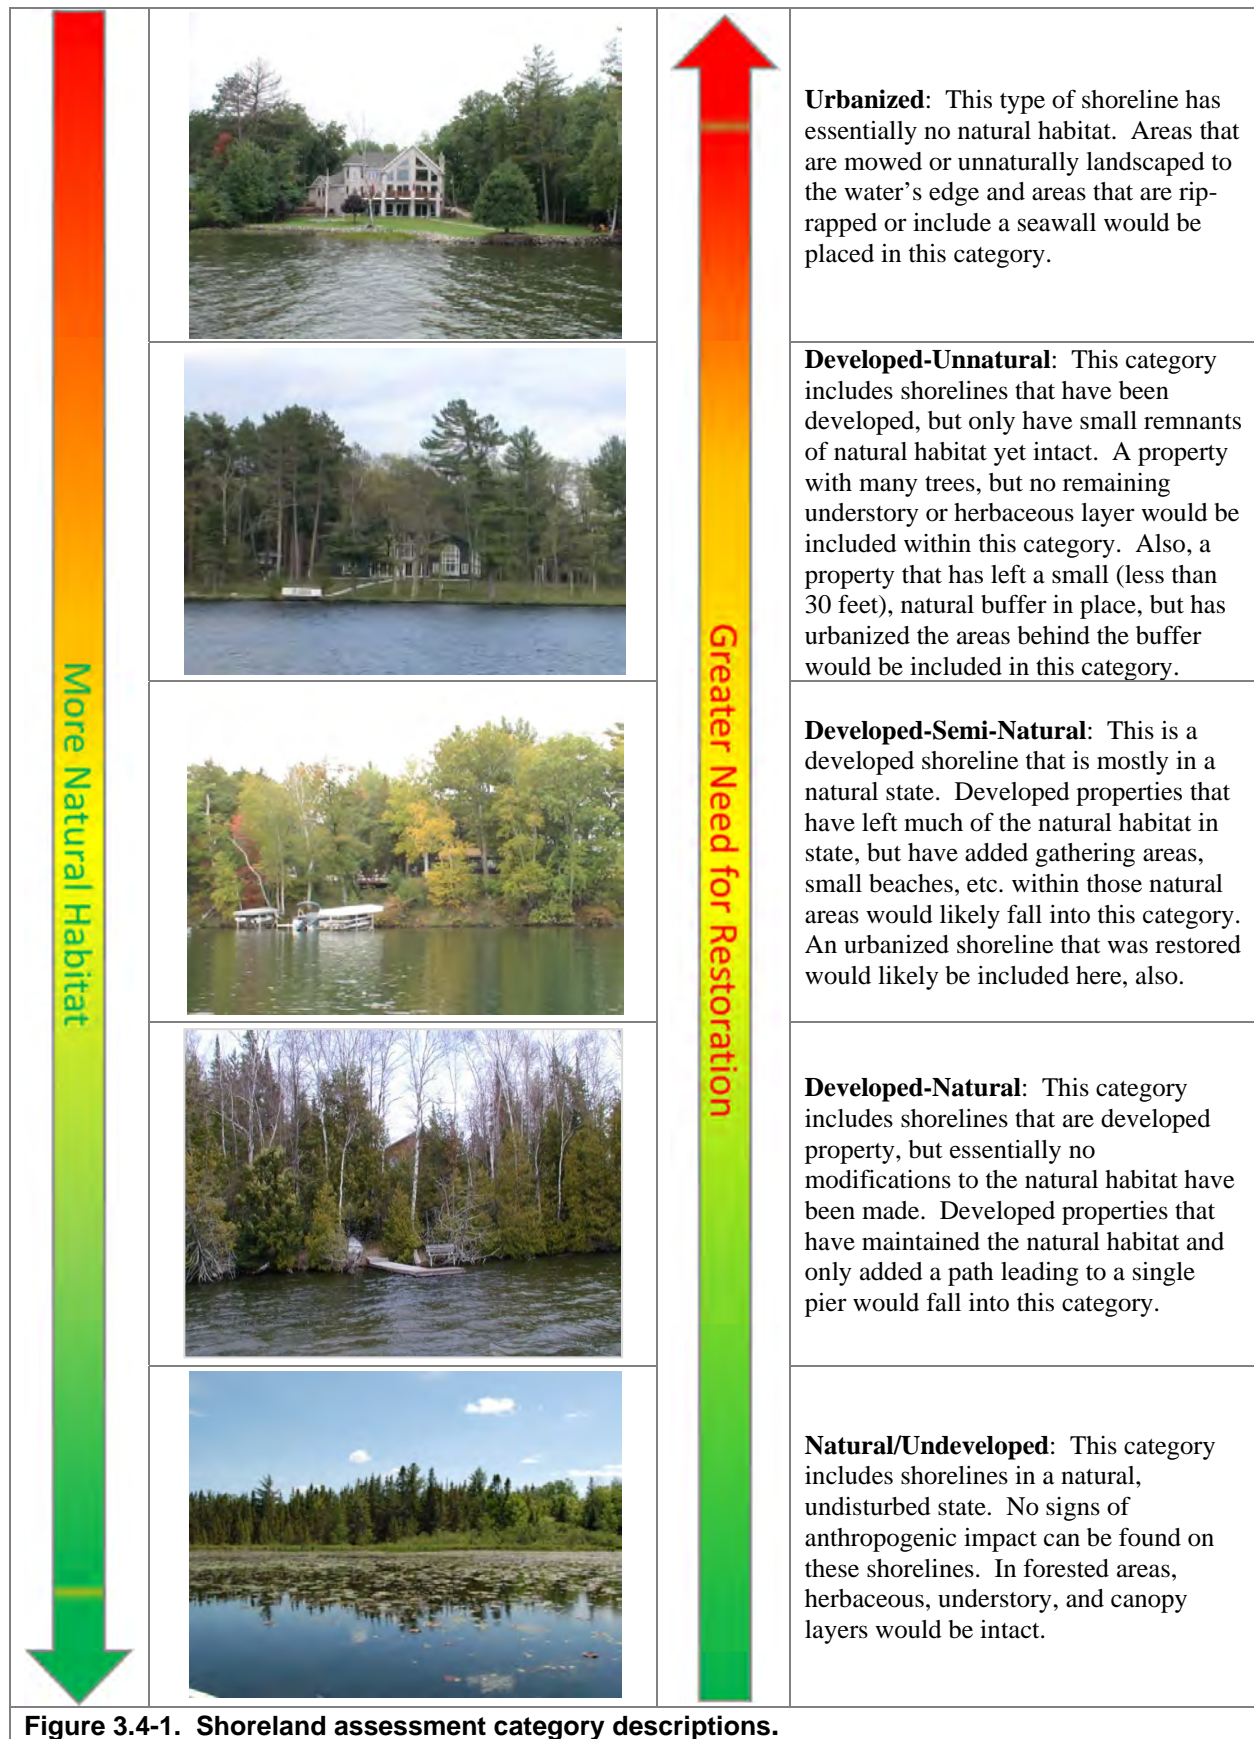 More Natural Habitat
Greater Need for Restoration
Urbanized:  This type of shoreline has
essentially no natural habitat.  Areas that
are mowed or unnaturally landscaped to
the water's edge and areas that are rip-
rapped or include a seawall would be
placed in this category.
Developed-Unnatural:  This category
includes shorelines that have been
developed, but only have small remnants
of natural habitat yet intact.  A property
with many trees, but no remaining
understory or herbaceous layer would be
included within this category.  Also, a
property that has left a small (less than
30 feet), natural buffer in place, but has
urbanized the areas behind the buffer
would be included in this category.
Developed-Semi-Natural:  This is a
developed shoreline that is mostly in a
natural state.  Developed properties that
have left much of the natural habitat in
state, but have added gathering areas,
small beaches, etc. within those natural
areas would likely fall into this category.
An urbanized shoreline that was restored
would likely be included here, also.
Developed-Natural:  This category
includes shorelines that are developed
property, but essentially no
modifications to the natural habitat have
been made.  Developed properties that
have maintained the natural habitat and
only added a path leading to a single
pier would fall into this category.
Natural/Undeveloped:  This category
includes shorelines in a natural,
undisturbed state.  No signs of
anthropogenic impact can be found on
these shorelines.  In forested areas,
herbaceous, understory, and canopy
layers would be intact.
Figure 3.4-1.  Shoreland assessment category descriptions.